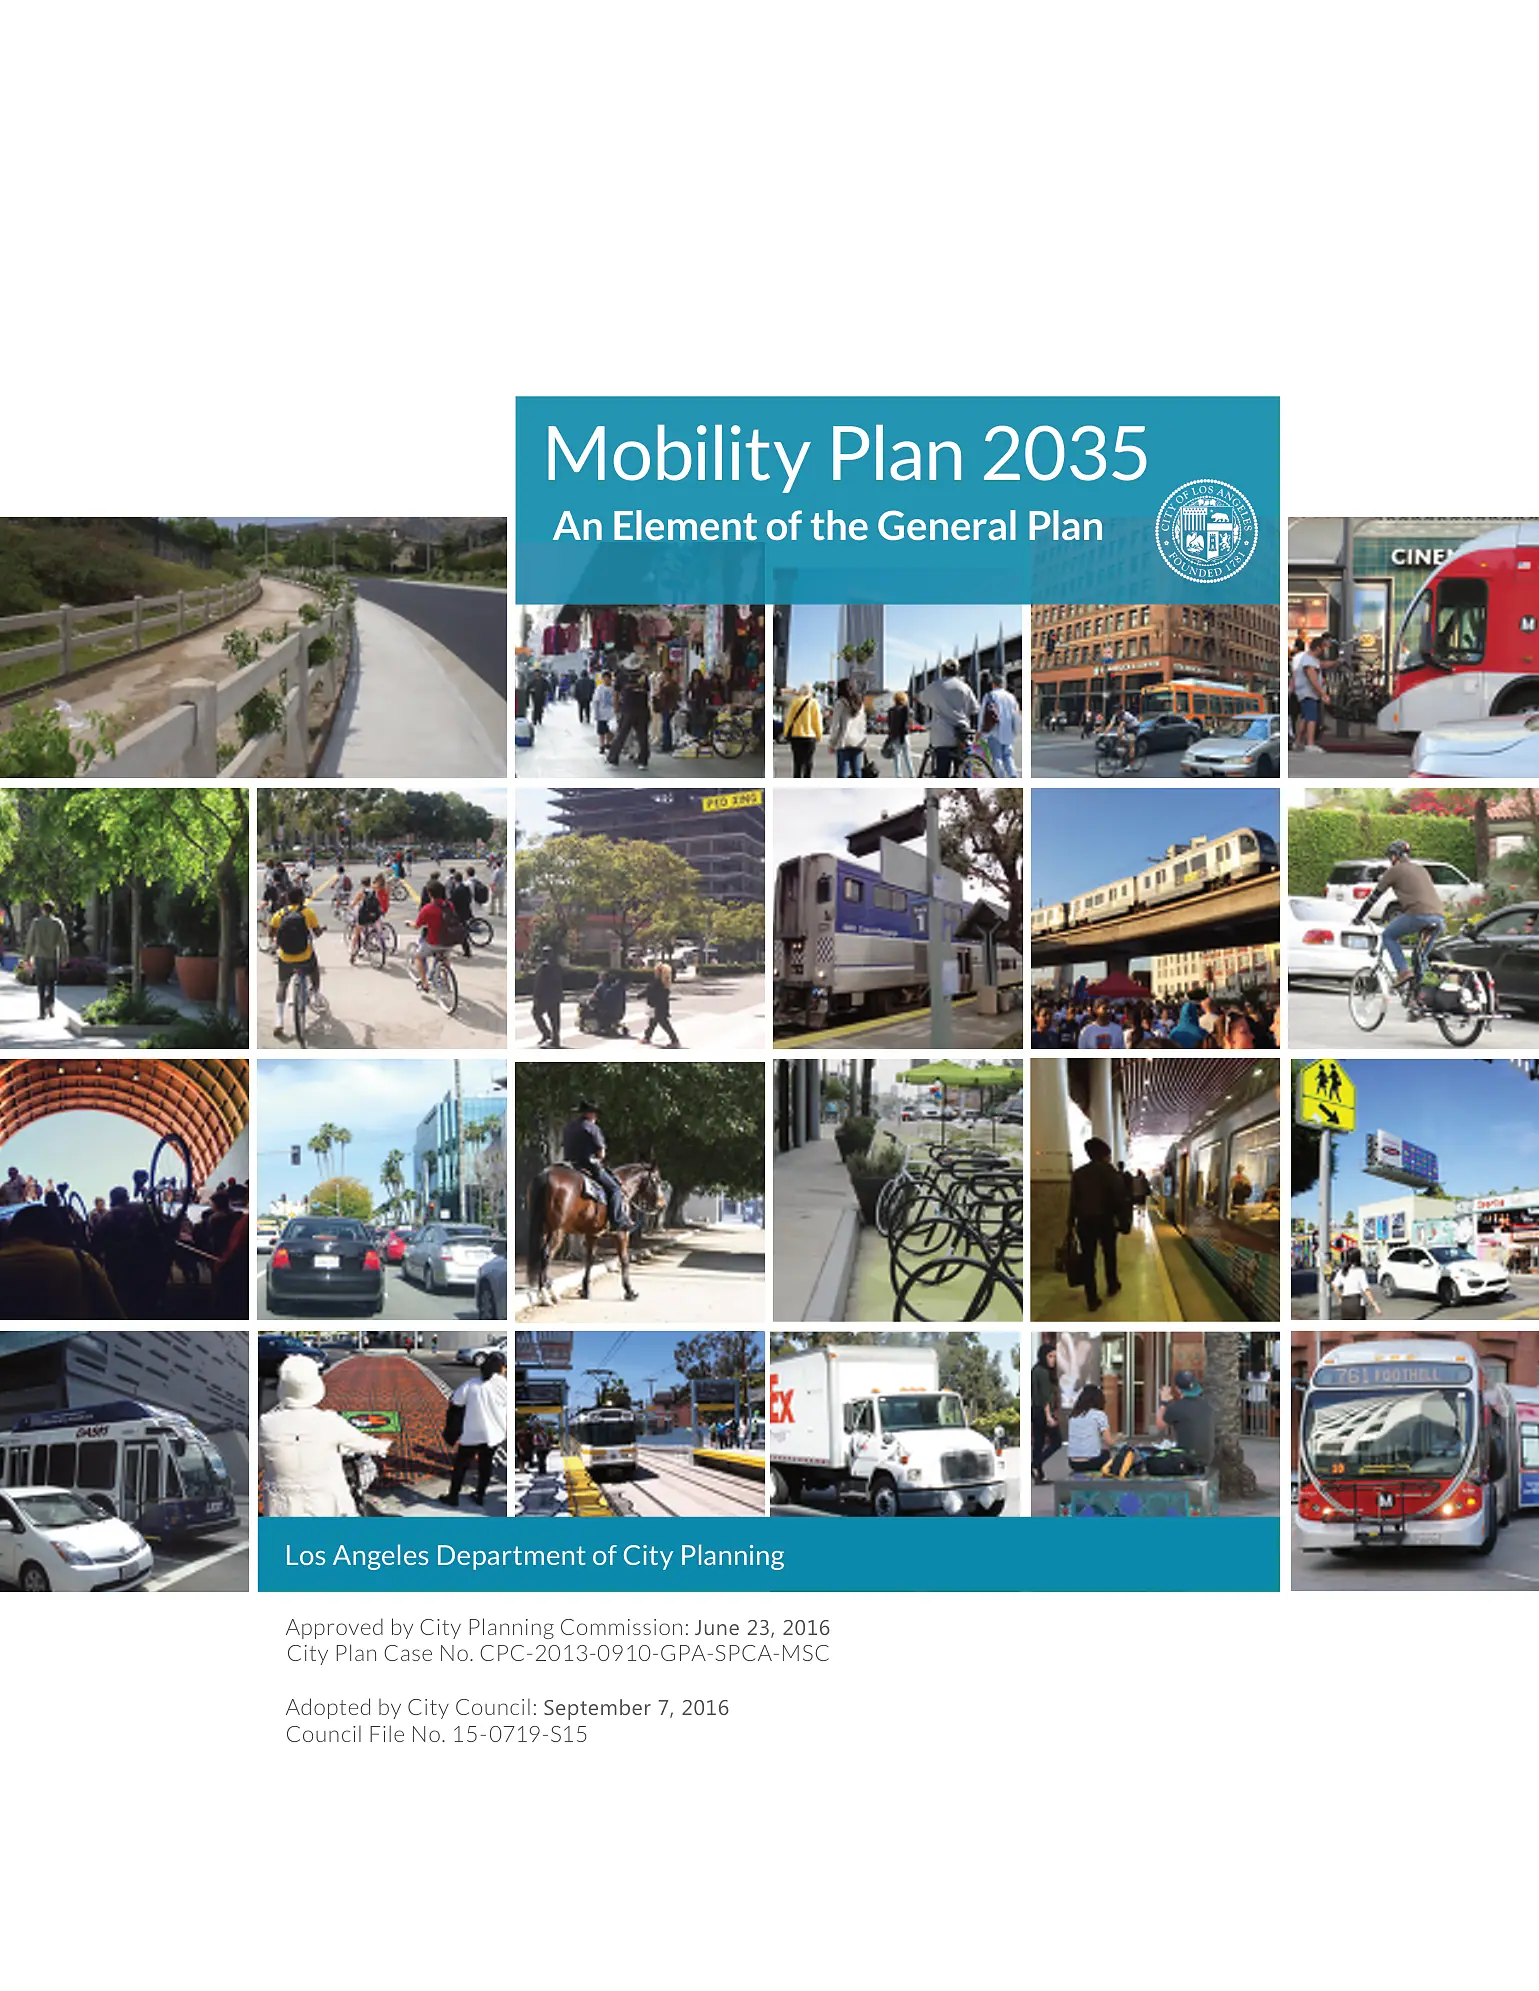 Mobility Plan 2035
An Element of the General Plan
CITY OF LOS ANGELES
FOUNDED 1781
CINE
PED XING
DASH
Ex
761 FOOTHILL
Los Angeles Department of City Planning
Approved by City Planning Commission: June 23, 2016
City Plan Case No. CPC-2013-0910-GPA-SPCA-MSC
Adopted by City Council: September 7, 2016
Council File No. 15-0719-S15